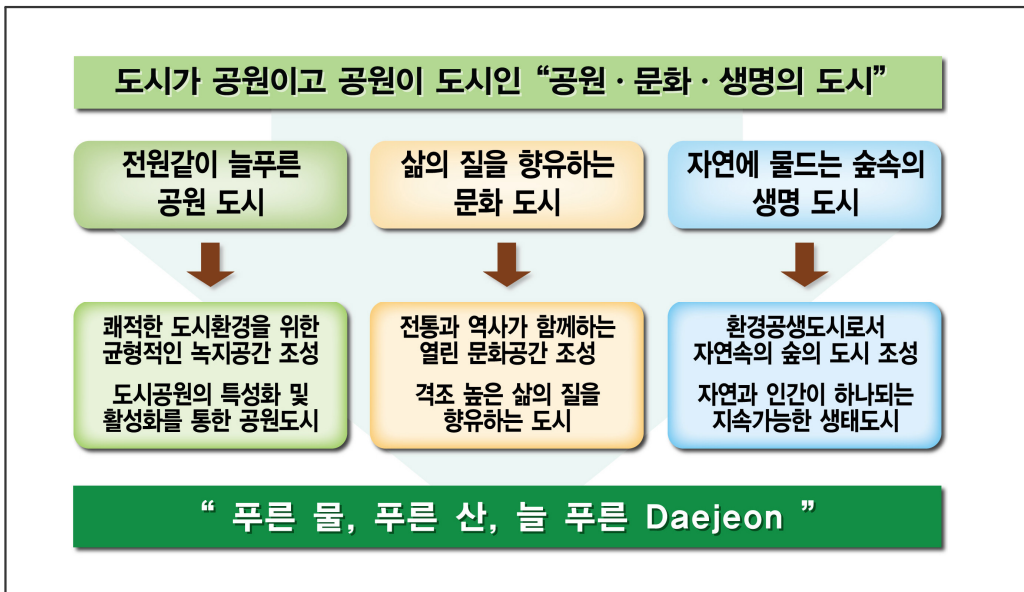 도시가 공원이고 공원이 도시인 “공원 · 문화 · 생명의 도시”
전원같이 늘푸른
공원 도시
삶의 질을 향유하는
문화 도시
자연에 물드는 숲속의
생명 도시
쾌적한 도시환경을 위한
균형적인 녹지공간 조성
도시공원의 특성화 및
활성화를 통한 공원도시
전통과 역사가 함께하는
열린 문화공간 조성
격조 높은 삶의 질을
향유하는 도시
환경공생도시로서
자연속의 숲의 도시 조성
자연과 인간이 하나되는
지속가능한 생태도시
“ 푸른 물, 푸른 산, 늘 푸른 Daejeon ”